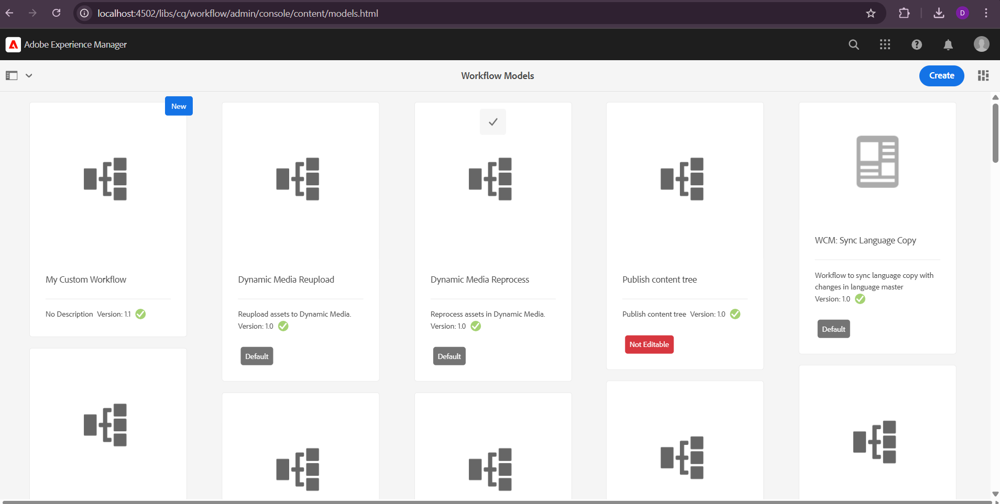 localhost:4502/libs/cq/workflow/admin/console/content/models.html
D
Adobe Experience Manager
Workflow Models
Create
New
My Custom Workflow
No Description Version: 1.1
Dynamic Media Reupload
Reupload assets to Dynamic Media.
Version: 1.0
Default
Dynamic Media Reprocess
Reprocess assets in Dynamic Media.
Version: 1.0
Default
Publish content tree
Publish content tree Version: 1.0
Not Editable
WCM: Sync Language Copy
Workflow to sync language copy with
changes in language master
Version: 1.0
Default